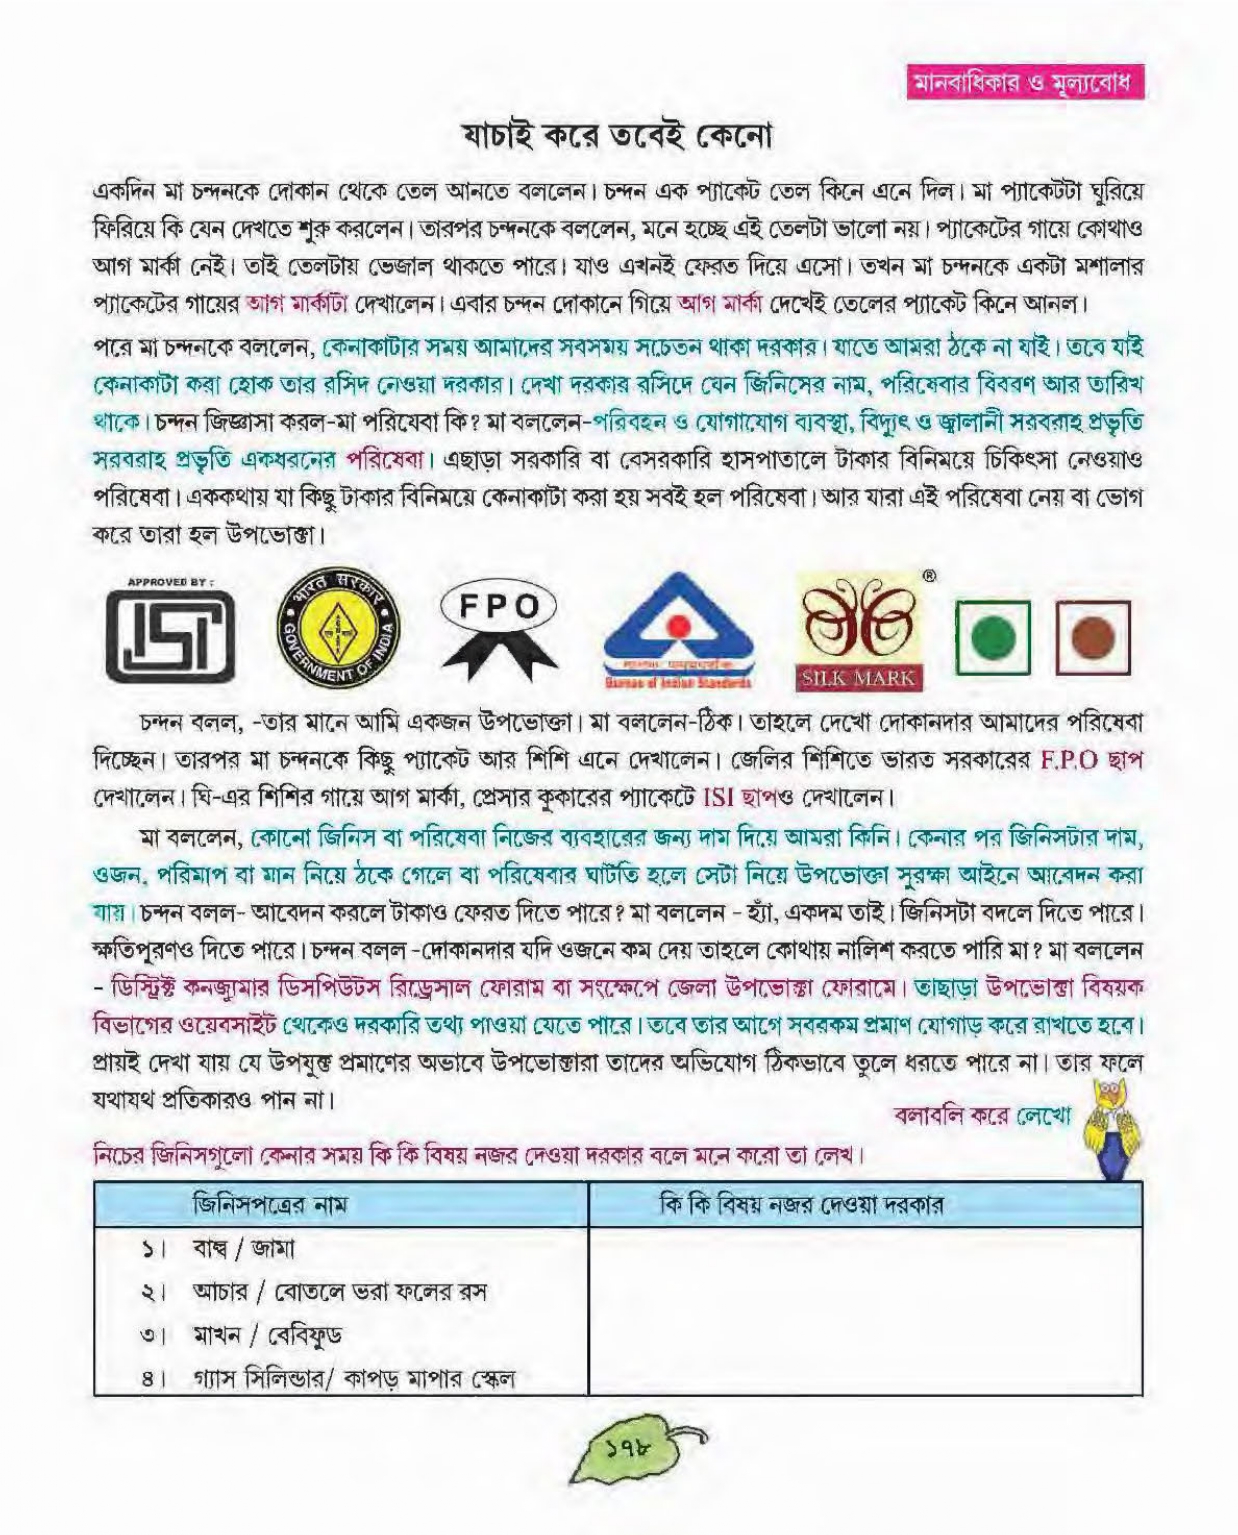 মানবাধিকার ও মূল্যবোধ
যাচাই করে তবেই কেনো
একদিন মা চন্দনকে দোকান থেকে তেল আনতে বললেন। চন্দন এক প্যাকেট তেল কিনে এনে দিল। মা প্যাকেটটা ঘুরিয়ে
ফিরিয়ে কি যেন দেখতে শুরু করলেন। তারপর চন্দনকে বললেন, মনে হচ্ছে এই তেলটা ভালো নয়। প্যাকেটের গায়ে কোথাও
আগ মার্কা নেই। তাই তেলটায় ভেজাল থাকতে পারে। যাও এখনই ফেরত দিয়ে এসো। তখন মা চন্দনকে একটা মশালার
প্যাকেটের গায়ের আগ মার্কাটা দেখালেন। এবার চন্দন দোকানে গিয়ে আগ মার্কা দেখেই তেলের প্যাকেট কিনে আনল।
পরে মা চন্দনকে বললেন, কেনাকাটার সময় আমাদের সবসময় সচেতন থাকা দরকার। যাতে আমরা ঠকে না যাই। তবে যাই
কেনাকাটা করা হোক তার রসিদ নেওয়া দরকার। দেখা দরকার রসিদে যেন জিনিসের নাম, পরিষেবার বিবরণ আর তারিখ
থাকে। চন্দন জিজ্ঞাসা করল-মা পরিষেবা কি? মা বললেন-পরিবহন ও যোগাযোগ ব্যবস্থা, বিদ্যুৎ ও জ্বালানী সরবরাহ প্রভৃতি
সরবরাহ প্রভৃতি একধরনের পরিষেবা। এছাড়া সরকারি বা বেসরকারি হাসপাতালে টাকার বিনিময়ে চিকিৎসা নেওয়াও
পরিষেবা। এককথায় যা কিছু টাকার বিনিময়ে কেনাকাটা করা হয় সবই হল পরিষেবা। আর যারা এই পরিষেবা নেয় বা ভোগ
করে তারা হল উপভোক্তা।
APPROVED BY :
ISI
भारत सरकार
GOVERNMENT OF INDIA
FPO
Bureau of Indian Standards
®
SILK MARK
চন্দন বলল, -তার মানে আমি একজন উপভোক্তা। মা বললেন-ঠিক। তাহলে দেখো দোকানদার আমাদের পরিষেবা
দিচ্ছেন। তারপর মা চন্দনকে কিছু প্যাকেট আর শিশি এনে দেখালেন। জেলির শিশিতে ভারত সরকারের F.P.O ছাপ
দেখালেন। ঘি-এর শিশির গায়ে আগ মার্কা, প্রেসার কুকারের প্যাকেটে ISI ছাপও দেখালেন।
মা বললেন, কোনো জিনিস বা পরিষেবা নিজের ব্যবহারের জন্য দাম দিয়ে আমরা কিনি। কেনার পর জিনিসটার দাম,
ওজন, পরিমাপ বা মান নিয়ে ঠকে গেলে বা পরিষেবার ঘাটতি হলে সেটা নিয়ে উপভোক্তা সুরক্ষা আইনে আবেদন করা
যায়। চন্দন বলল- আবেদন করলে টাকাও ফেরত দিতে পারে? মা বললেন - হ্যাঁ, একদম তাই। জিনিসটা বদলে দিতে পারে।
ক্ষতিপূরণও দিতে পারে। চন্দন বলল -দোকানদার যদি ওজনে কম দেয় তাহলে কোথায় নালিশ করতে পারি মা? মা বললেন
- ডিস্ট্রিক্ট কনজ্যুমার ডিসপিউটস রিড্রেসাল ফোরাম বা সংক্ষেপে জেলা উপভোক্তা ফোরামে। তাছাড়া উপভোক্তা বিষয়ক
বিভাগের ওয়েবসাইট থেকেও দরকারি তথ্য পাওয়া যেতে পারে। তবে তার আগে সবরকম প্রমাণ যোগাড় করে রাখতে হবে।
প্রায়ই দেখা যায় যে উপযুক্ত প্রমাণের অভাবে উপভোক্তারা তাদের অভিযোগ ঠিকভাবে তুলে ধরতে পারে না। তার ফলে
যথাযথ প্রতিকারও পান না।
বলাবলি করে লেখো
নিচের জিনিসগুলো কেনার সময় কি কি বিষয় নজর দেওয়া দরকার বলে মনে করো তা লেখ।
জিনিসপত্রের নাম	কি কি বিষয় নজর দেওয়া দরকার
১। বাল্ব / জামা
২। আচার / বোতলে ভরা ফলের রস
৩। মাখন / বেবিফুড
৪। গ্যাস সিলিন্ডার/ কাপড় মাপার স্কেল
১৭৮